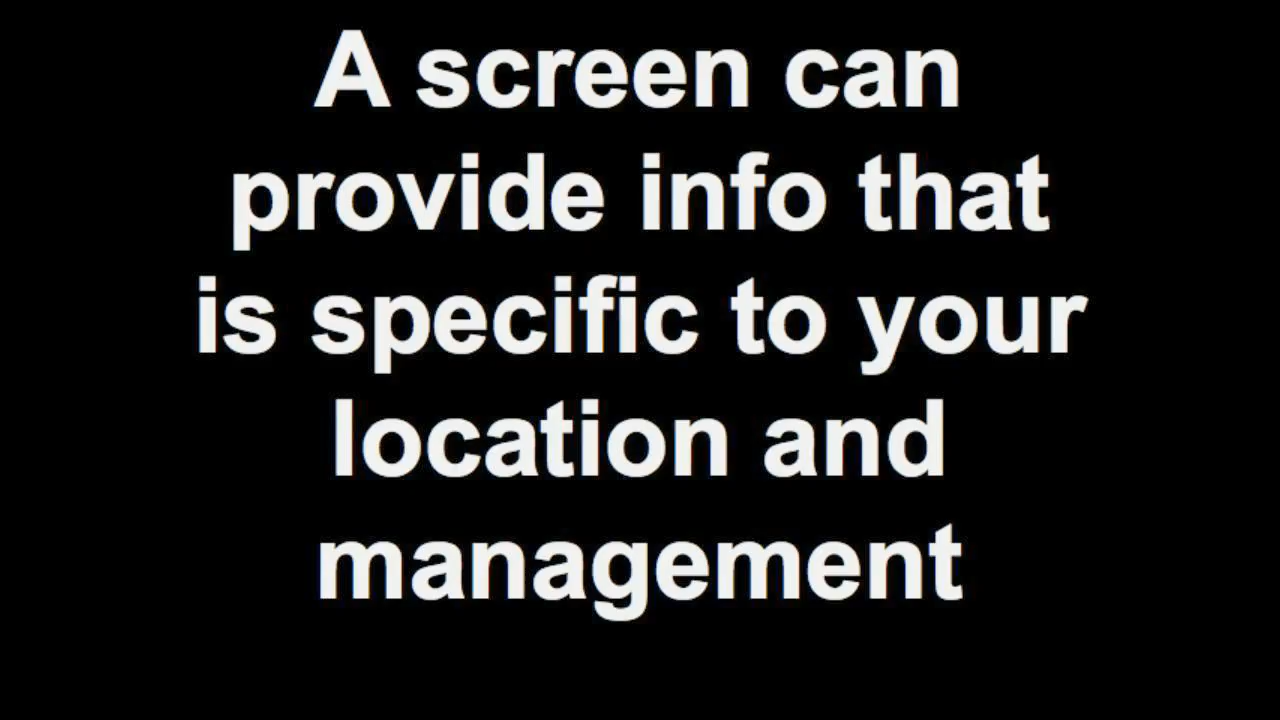 A screen can
provide info that
is specific to your
location and
management